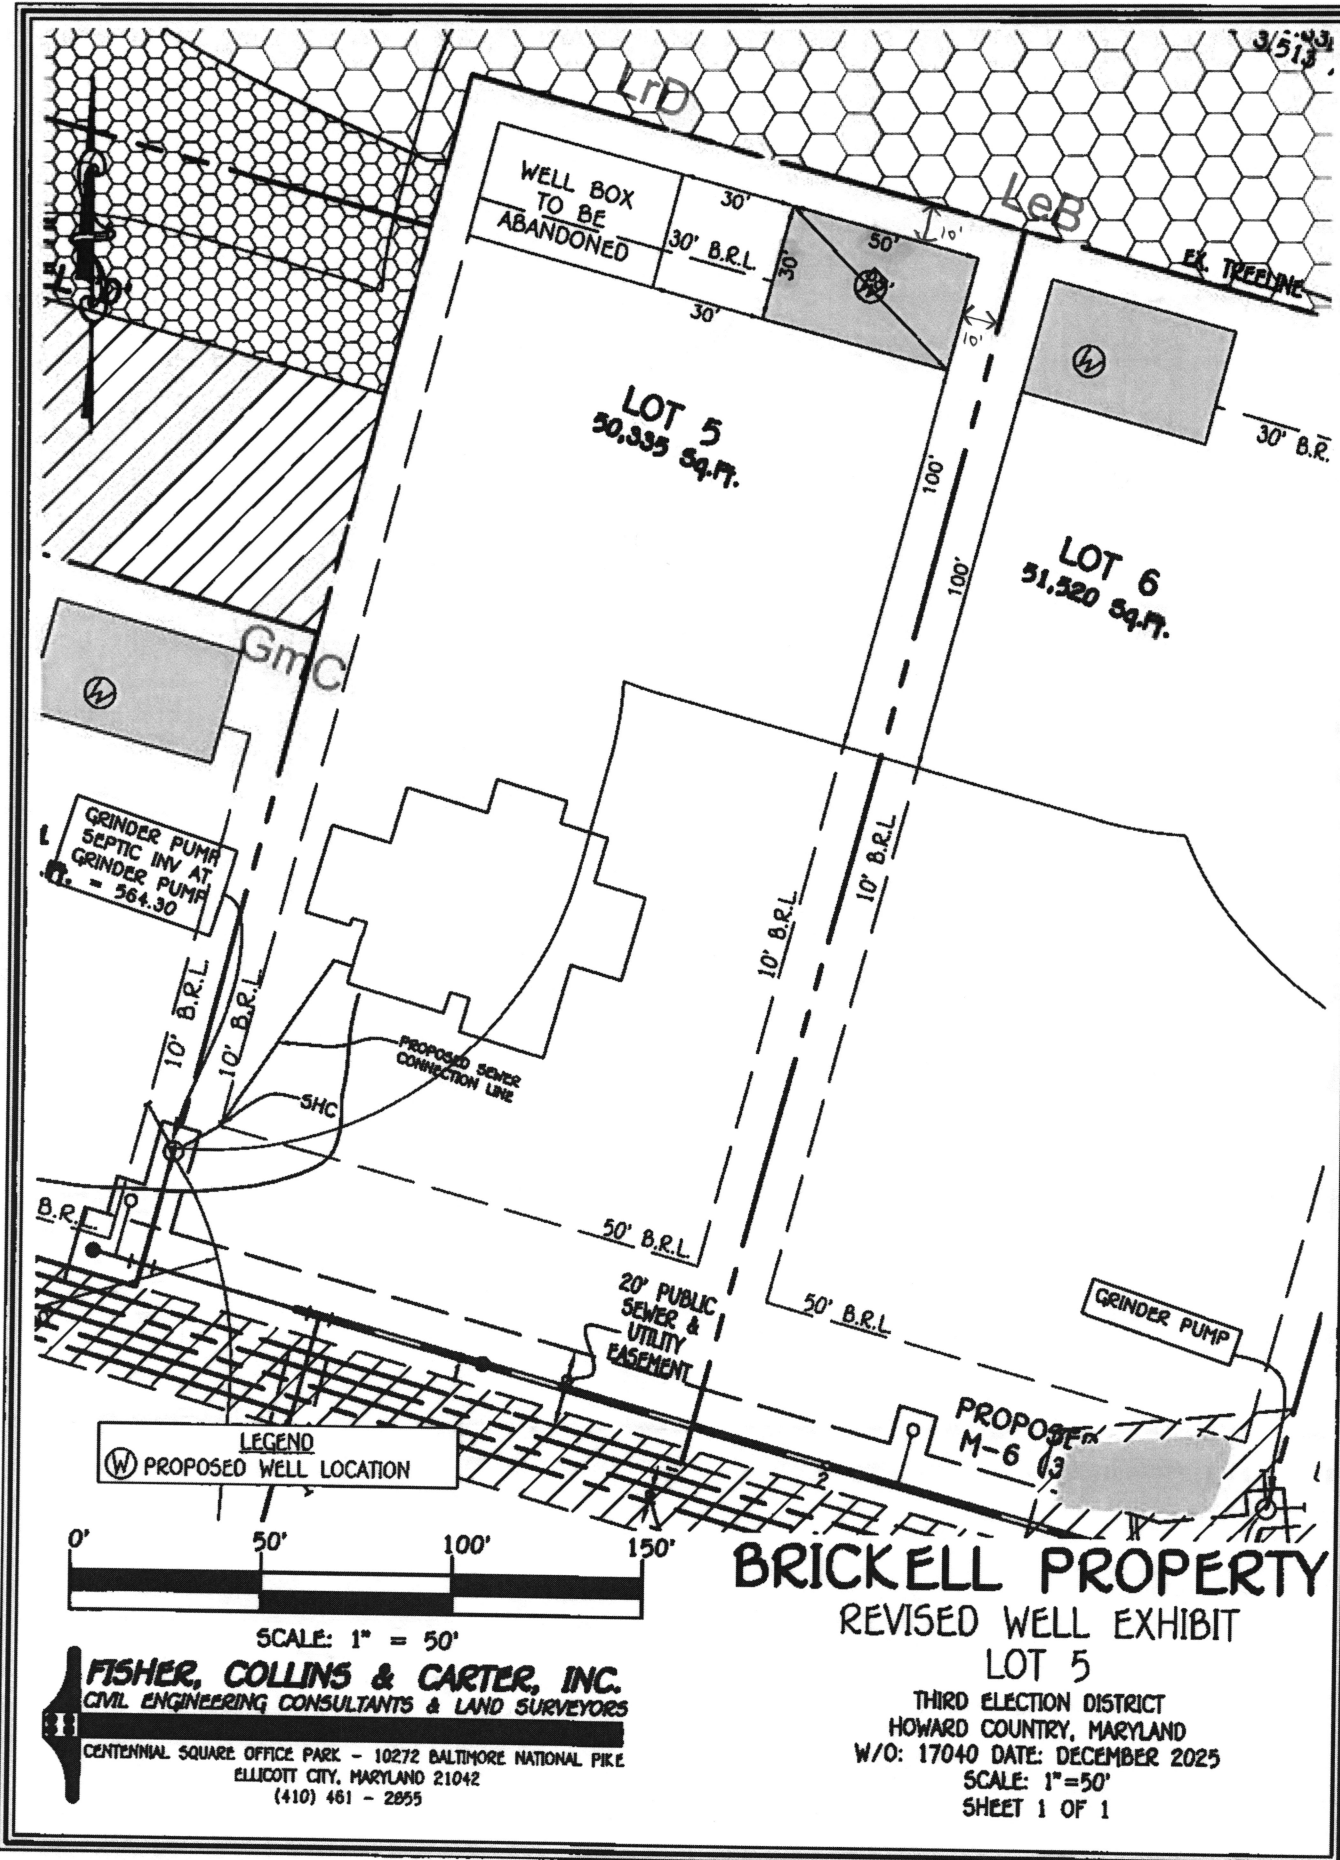 3/513
LrD
WELL BOX
TO BE
ABANDONED
30'
30' B.R.L.
30'
30'
50'
10'
10'
LeB
EX. TREELINE
LOT 5
50,335 Sq.Ft.
30' B.R.
100'
100'
LOT 6
51,520 Sq.Ft.
GmC
GRINDER PUMP
SEPTIC INV AT
GRINDER PUMP
= 564.30
10' B.R.L.
10' B.R.L.
10' B.R.L.
10' B.R.L.
PROPOSED SEWER
CONNECTION LINE
SHC
B.R.L.
50' B.R.L.
20' PUBLIC
SEWER &
UTILITY
EASEMENT
50' B.R.L
GRINDER PUMP
PROPOSED
M-6 (3
2
LEGEND
W PROPOSED WELL LOCATION
0' 50' 100' 150'
SCALE: 1" = 50'
FISHER, COLLINS & CARTER, INC.
CIVIL ENGINEERING CONSULTANTS & LAND SURVEYORS
CENTENNIAL SQUARE OFFICE PARK - 10272 BALTIMORE NATIONAL PIKE
ELLICOTT CITY, MARYLAND 21042
(410) 461 - 2855
BRICKELL PROPERTY
REVISED WELL EXHIBIT
LOT 5
THIRD ELECTION DISTRICT
HOWARD COUNTRY, MARYLAND
W/O: 17040 DATE: DECEMBER 2025
SCALE: 1"=50'
SHEET 1 OF 1